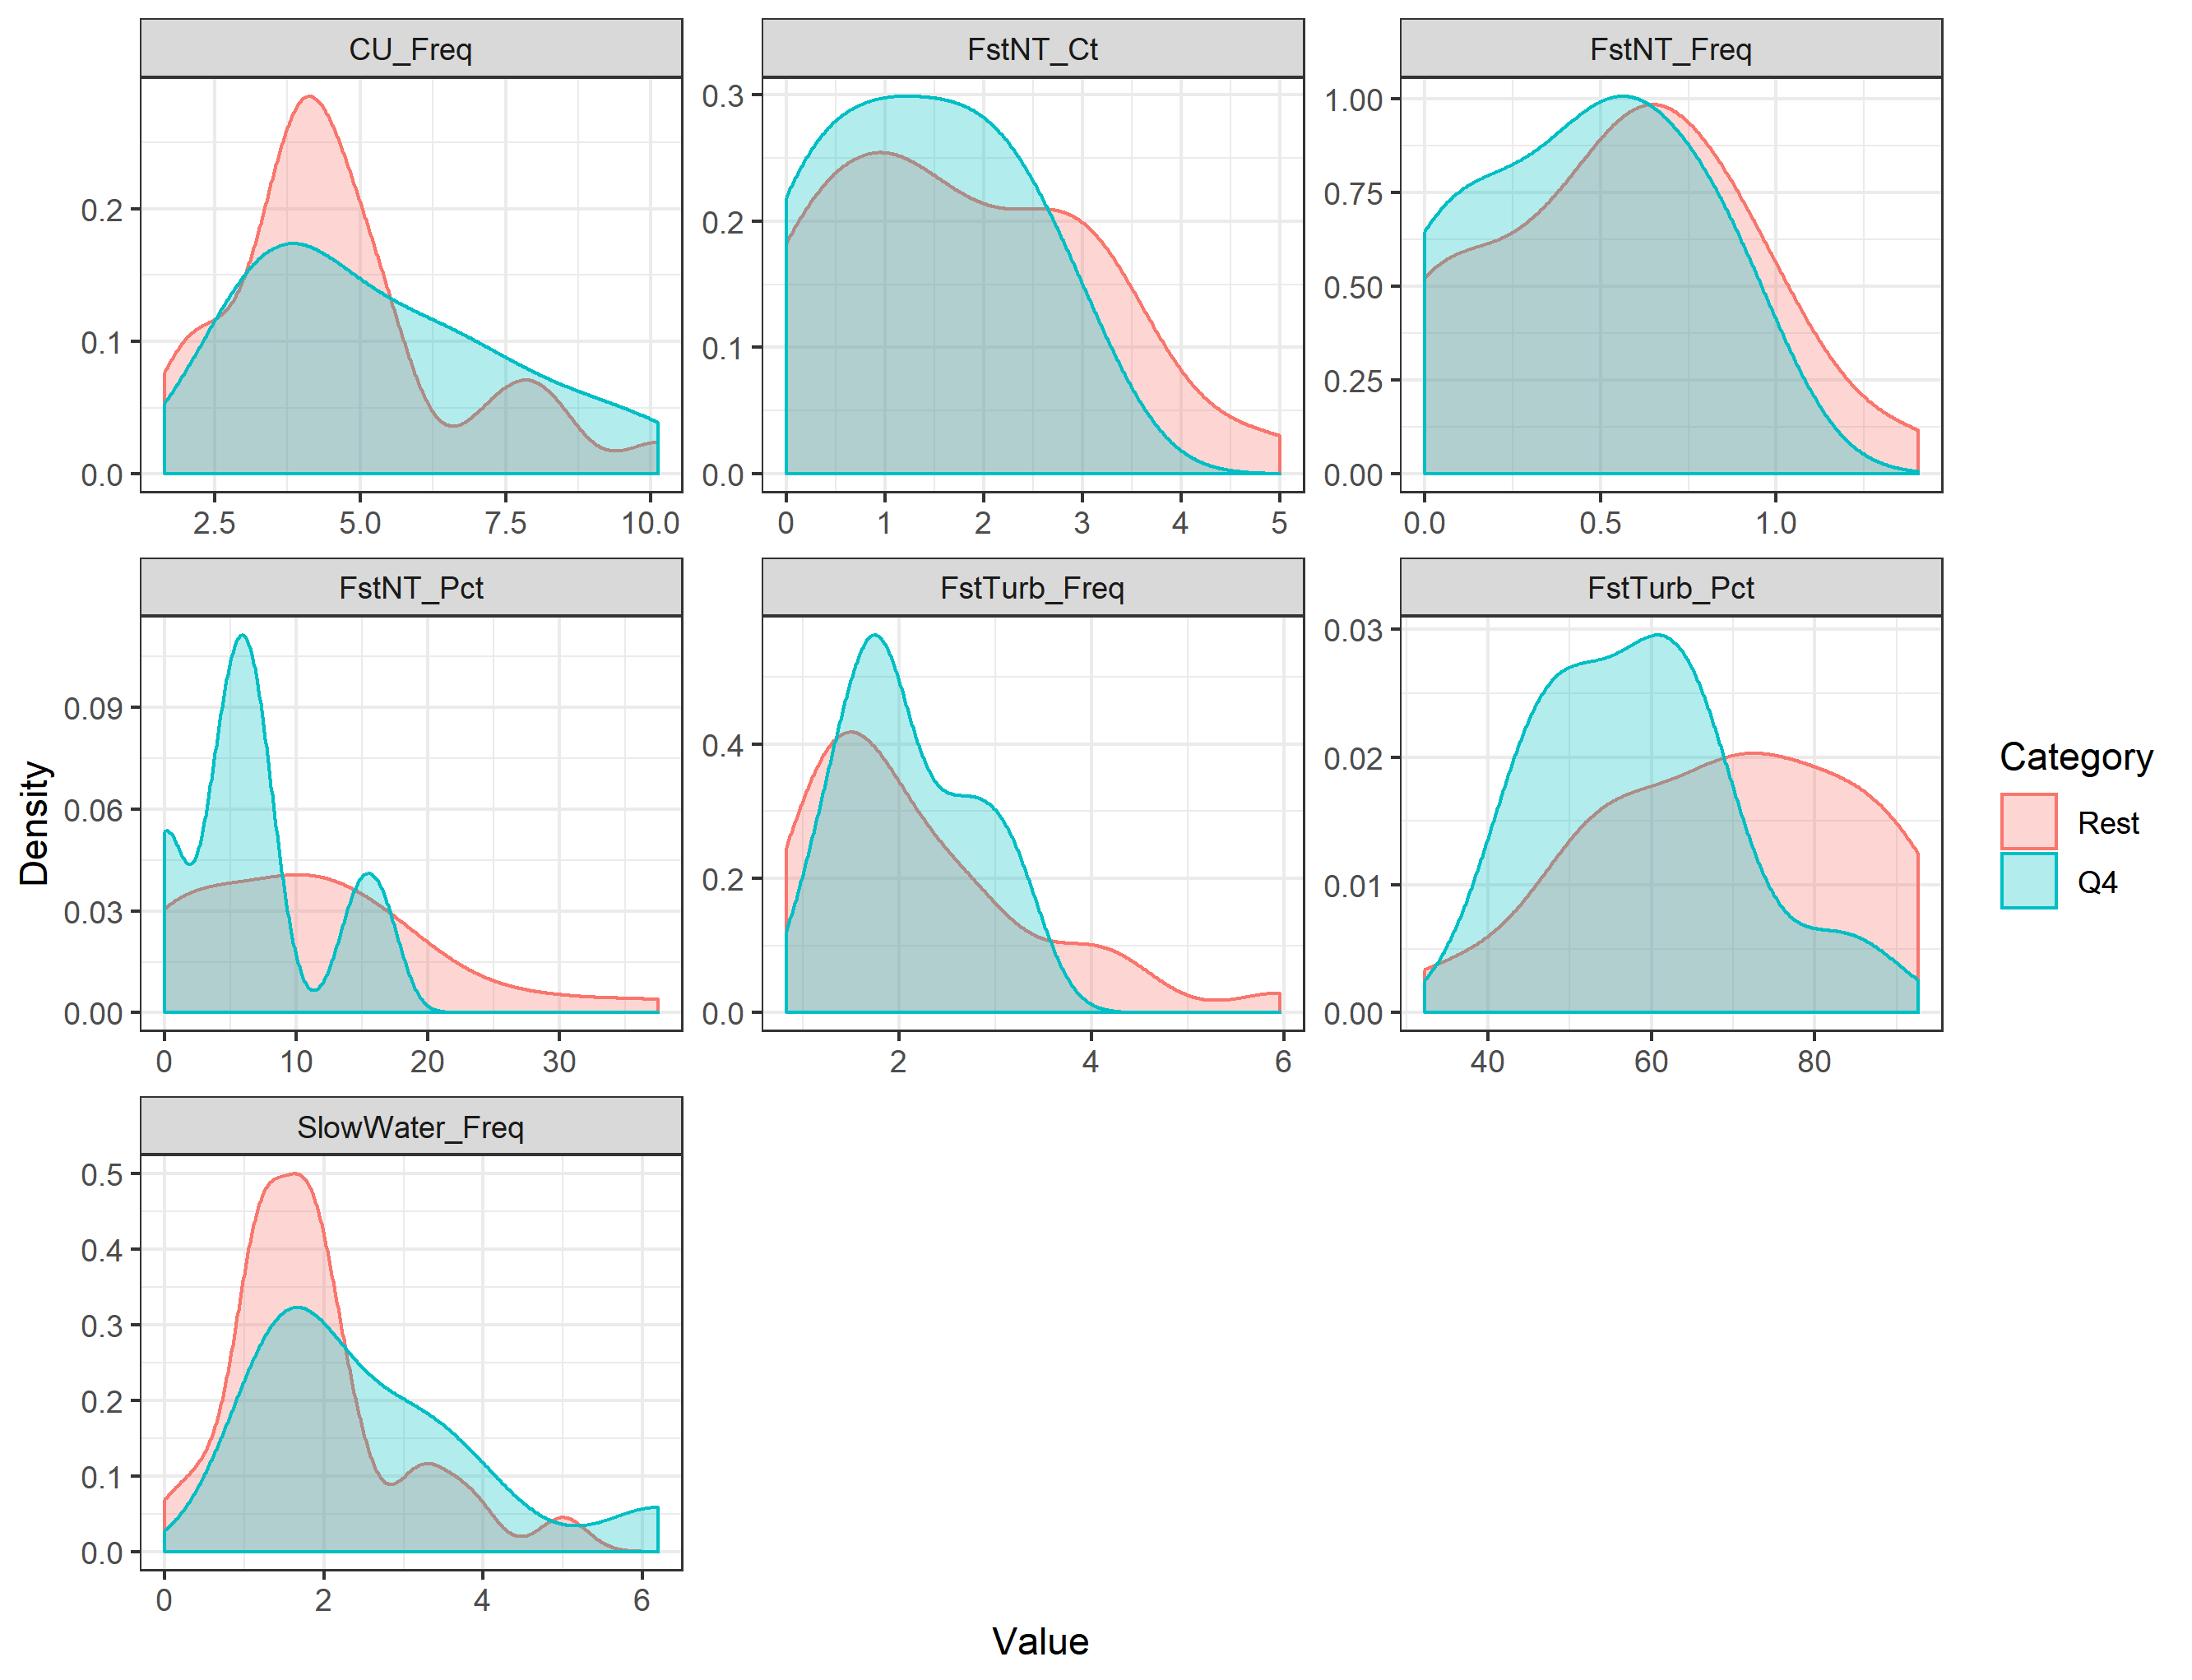 CU_Freq FstNT_Ct FstNT_Freq
0.2
0.1
0.0
2.5 5.0 7.5 10.0
0.3
0.2
0.1
0.0
0 1 2 3 4 5
1.00
0.75
0.50
0.25
0.00
0.0 0.5 1.0
FstNT_Pct FstTurb_Freq FstTurb_Pct
Density
0.09
0.06
0.03
0.00
0 10 20 30
0.4
0.2
0.0
2 4 6
0.03
0.02
0.01
0.00
40 60 80
Category
Rest
Q4
SlowWater_Freq
0.5
0.4
0.3
0.2
0.1
0.0
0 2 4 6
Value